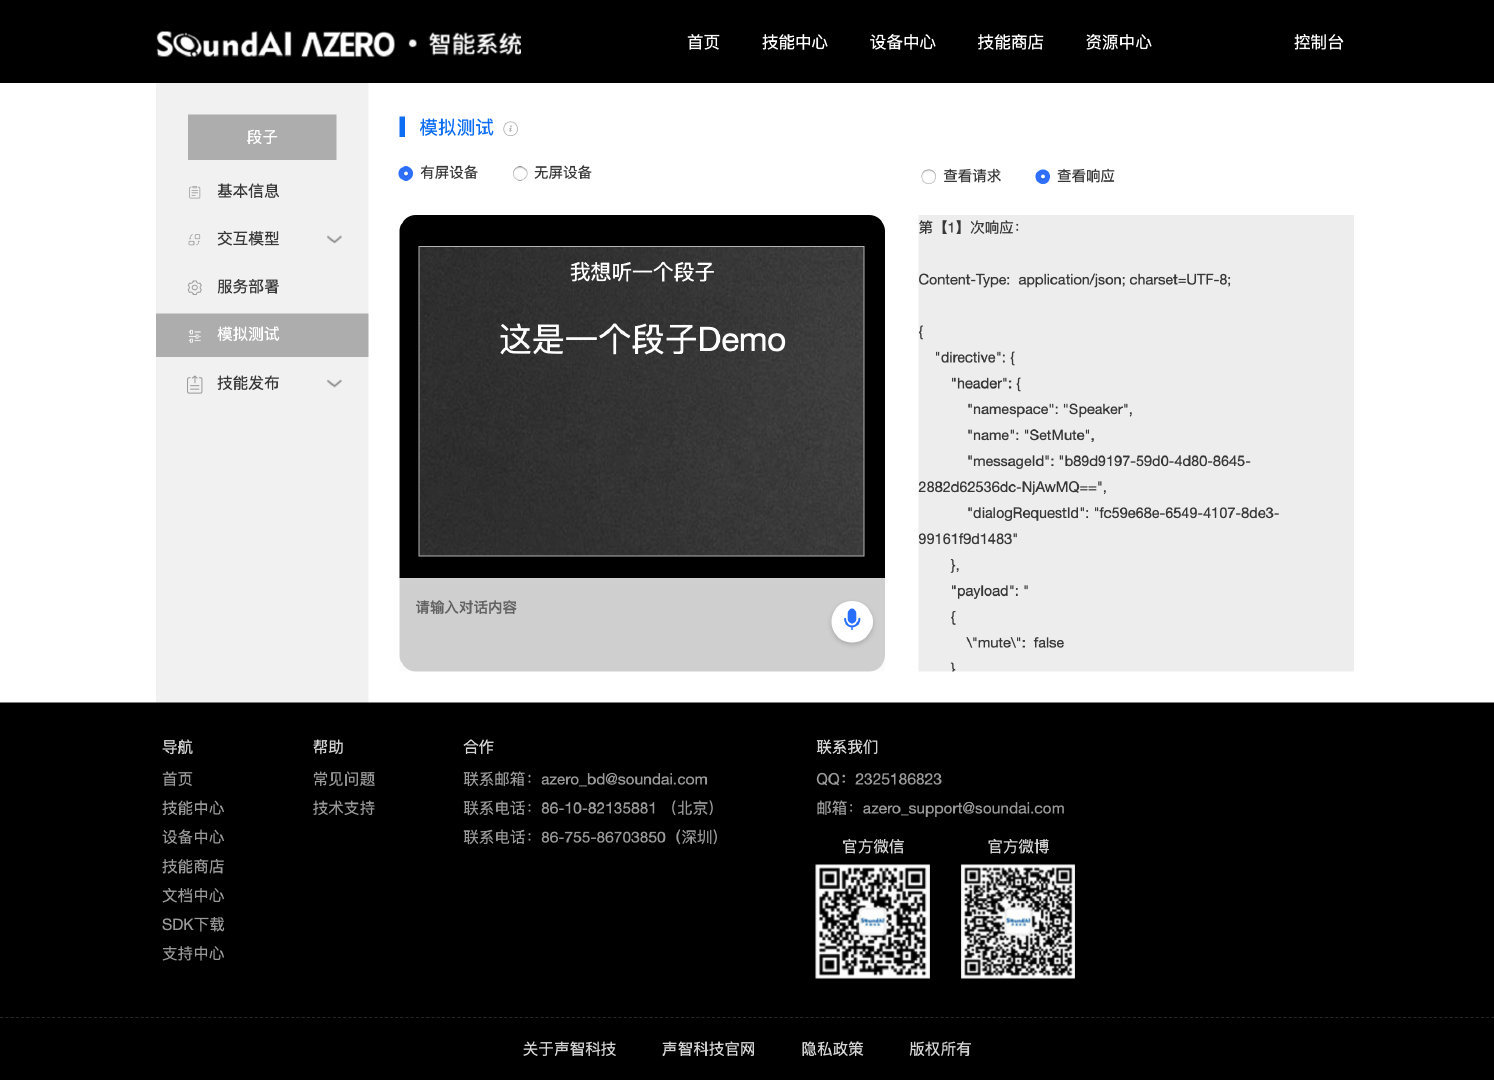 SoundAI AZERO · 智能系统
首页
技能中心
设备中心
技能商店
资源中心
控制台
段子
基本信息
交互模型
服务部署
模拟测试
技能发布
模拟测试
有屏设备
无屏设备
查看请求
查看响应
我想听一个段子
这是一个段子Demo
请输入对话内容
第【1】次响应：
Content-Type:  application/json; charset=UTF-8;
{
"directive": {
"header": {
"namespace": "Speaker",
"name": "SetMute",
"messageId": "b89d9197-59d0-4d80-8645-
2882d62536dc-NjAwMQ==",
"dialogRequestId": "fc59e68e-6549-4107-8de3-
99161f9d1483"
},
"payload": "
{
\"mute\":  false
}
导航
首页
技能中心
设备中心
技能商店
文档中心
SDK下载
支持中心
帮助
常见问题
技术支持
合作
联系邮箱：azero_bd@soundai.com
联系电话：86-10-82135881 （北京）
联系电话：86-755-86703850（深圳）
联系我们
QQ：2325186823
邮箱：azero_support@soundai.com
官方微信
官方微博
SoundAI
SoundAI
关于声智科技
声智科技官网
隐私政策
版权所有